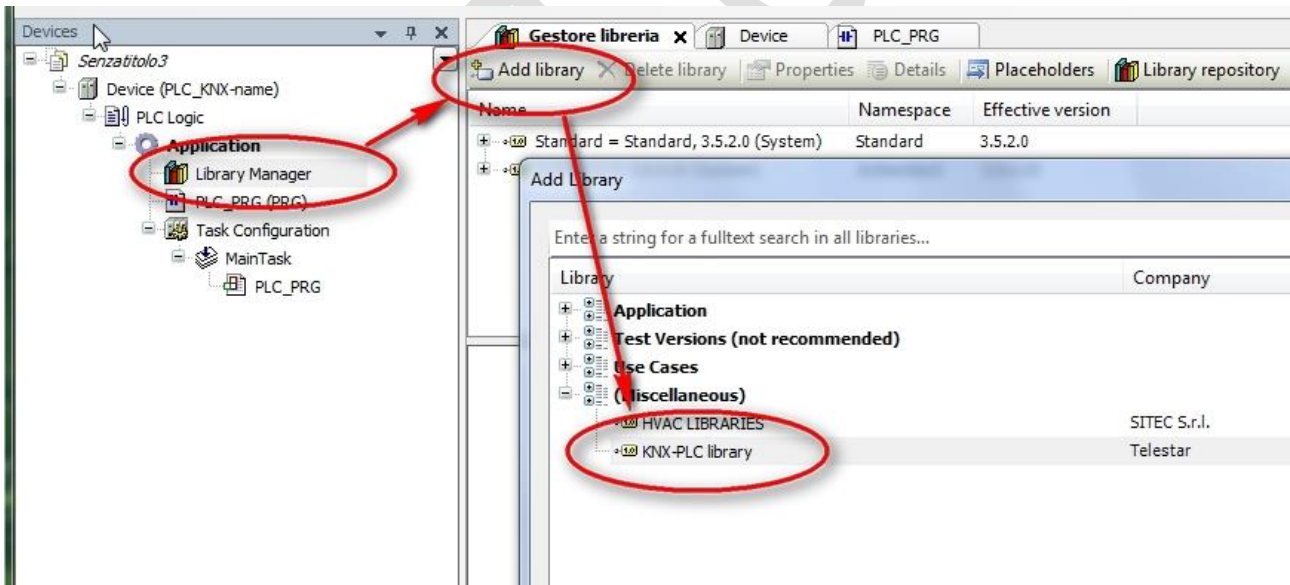 Devices
Senzatitolo3
Device (PLC_KNX-name)
PLC Logic
Application
Library Manager
PLC_PRG (PRG)
Task Configuration
MainTask
PLC_PRG
Gestore libreria Device PLC_PRG
Add library Delete library Properties Details Placeholders Library repository
Name Namespace Effective version
Standard = Standard, 3.5.2.0 (System) Standard 3.5.2.0
Add Library
Enter a string for a fulltext search in all libraries...
Library Company
Application
Test Versions (not recommended)
Use Cases
(Miscellaneous)
HVAC LIBRARIES SITEC S.r.l.
KNX-PLC library Telestar